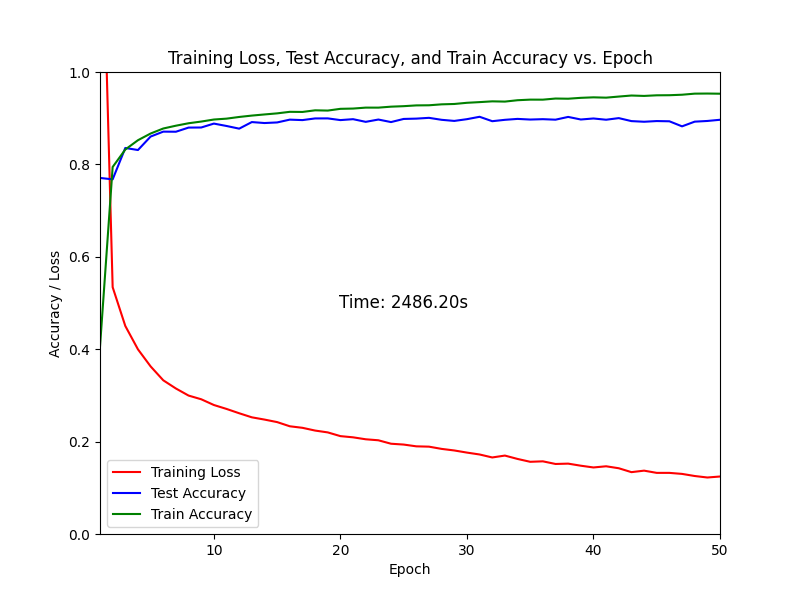 Training Loss, Test Accuracy, and Train Accuracy vs. Epoch
1.0
0.8
0.6
0.4
0.2
0.0
Accuracy / Loss
Time: 2486.20s
Training Loss
Test Accuracy
Train Accuracy
10
20
30
40
50
Epoch